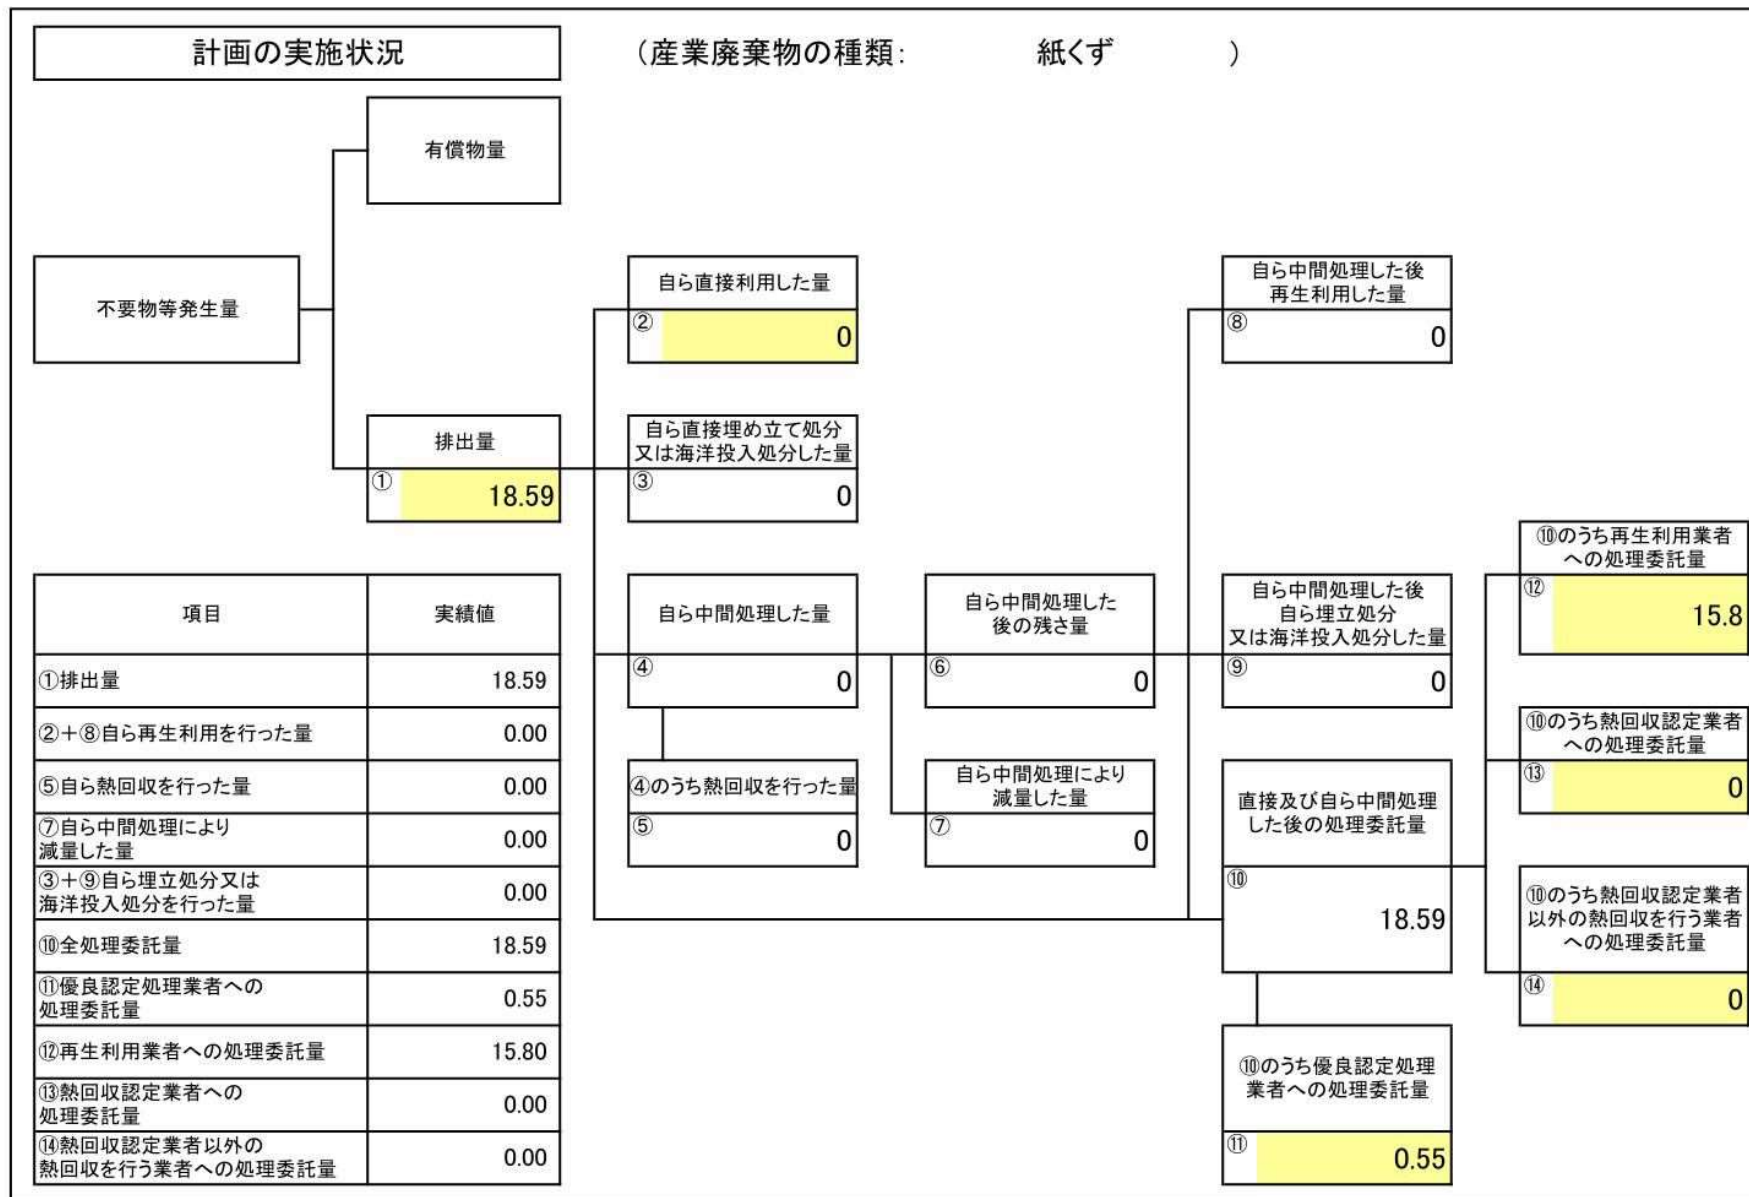 計画の実施状況
(産業廃棄物の種類: 紙くず )
有償物量
不要物等発生量
排出量
①
18.59
自ら直接利用した量
②
0
自ら直接埋め立て処分
又は海洋投入処分した量
③
0
自ら中間処理した量
④
0
④のうち熱回収を行った量
⑤
0
自ら中間処理した
後の残さ量
⑥
0
自ら中間処理により
減量した量
⑦
0
自ら中間処理した後
再生利用した量
⑧
0
自ら中間処理した後
自ら埋立処分
又は海洋投入処分した量
⑨
0
直接及び自ら中間処理
した後の処理委託量
⑩
18.59
⑩のうち優良認定処理
業者への処理委託量
⑪
0.55
⑩のうち再生利用業者
への処理委託量
⑫
15.8
⑩のうち熱回収認定業者
への処理委託量
⑬
0
⑩のうち熱回収認定業者
以外の熱回収を行う業者
への処理委託量
⑭
0
項目 実績値
①排出量 18.59
②+⑧自ら再生利用を行った量 0.00
⑤自ら熱回収を行った量 0.00
⑦自ら中間処理により
減量した量 0.00
③+⑨自ら埋立処分又は
海洋投入処分を行った量 0.00
⑩全処理委託量 18.59
⑪優良認定処理業者への
処理委託量 0.55
⑫再生利用業者への処理委託量 15.80
⑬熱回収認定業者への
処理委託量 0.00
⑭熱回収認定業者以外の
熱回収を行う業者への処理委託量 0.00